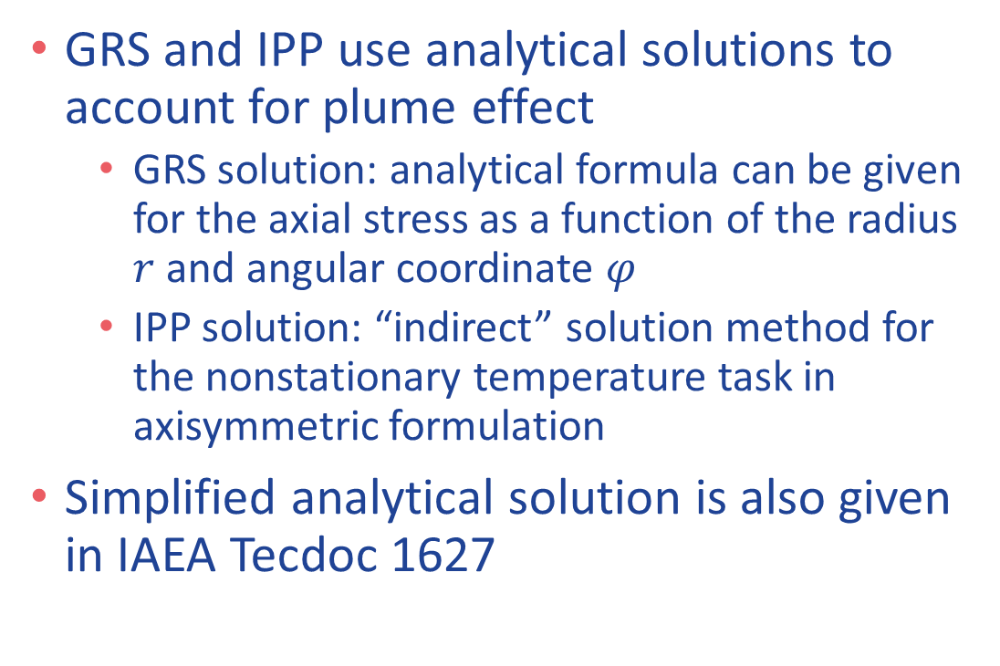 • GRS and IPP use analytical solutions to
account for plume effect
• GRS solution: analytical formula can be given
for the axial stress as a function of the radius
𝑟 and angular coordinate 𝜑
• IPP solution: “indirect” solution method for
the nonstationary temperature task in
axisymmetric formulation
• Simplified analytical solution is also given
in IAEA Tecdoc 1627